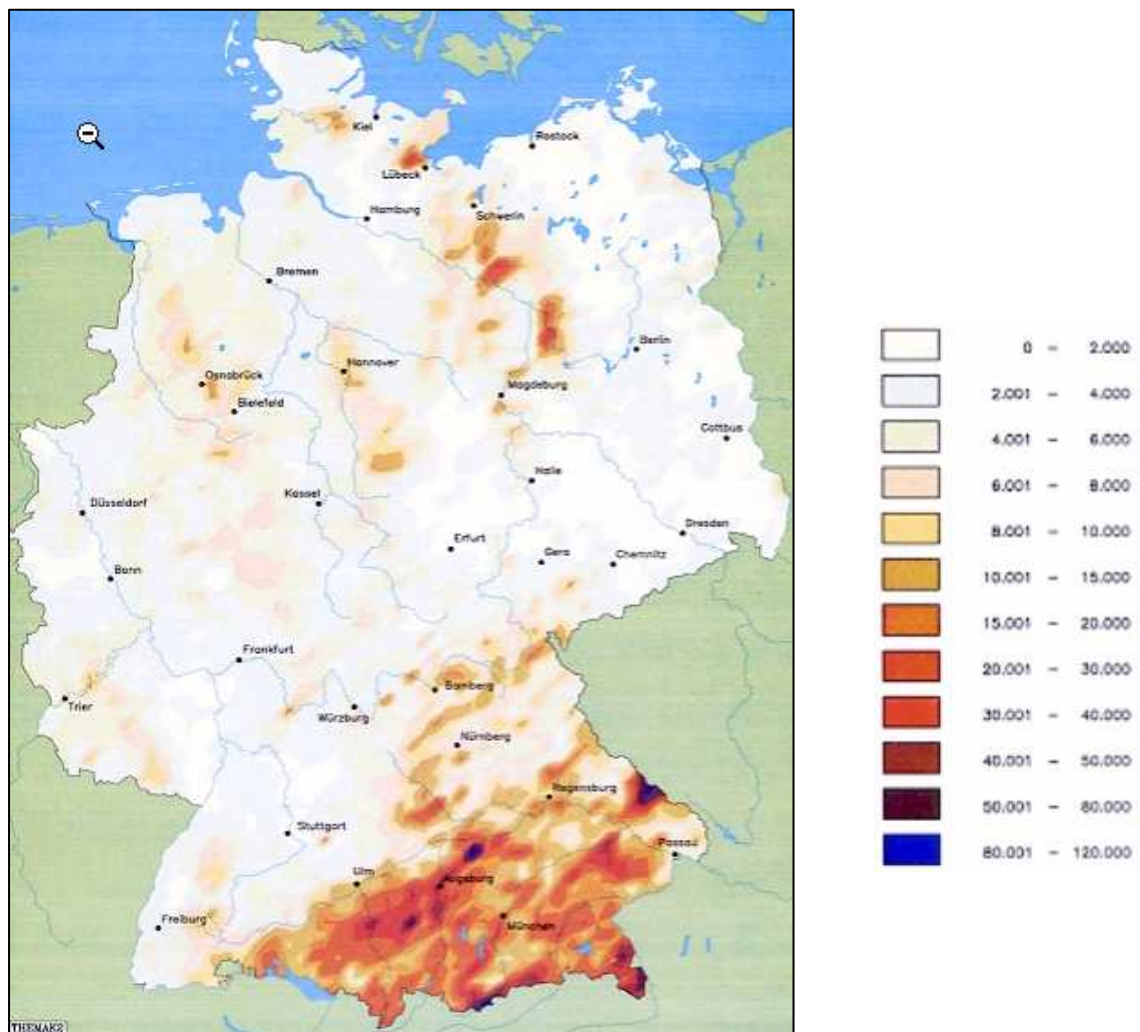 Kiel
Rostock
Lübeck
Hamburg
Schwerin
Bremen
Berlin
Hannover
Osnabrück
Magdeburg
Bielefeld
Cottbus
Halle
Kassel
Düsseldorf
Dresden
Erfurt
Gera
Chemnitz
Bonn
Frankfurt
Bamberg
Trier
Würzburg
Nürnberg
Regensburg
Stuttgart
Passau
Ulm
Augsburg
Freiburg
München
THEMAK2
0 – 2.000
2.001 – 4.000
4.001 – 6.000
6.001 – 8.000
8.001 – 10.000
10.001 – 15.000
15.001 – 20.000
20.001 – 30.000
30.001 – 40.000
40.001 – 50.000
50.001 – 80.000
80.001 – 120.000